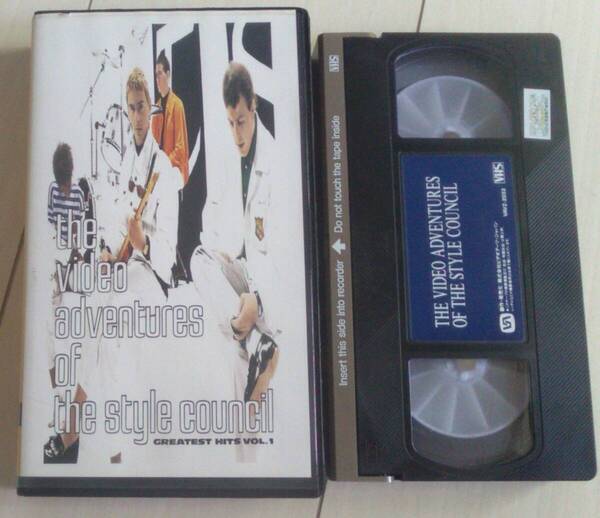 the
video
adventures
of
the style council
GREATEST HITS VOL.1
VHS
Insert this side into recorder
Do not touch the tape inside
THE VIDEO ADVENTURES
OF THE STYLE COUNCIL
VHS